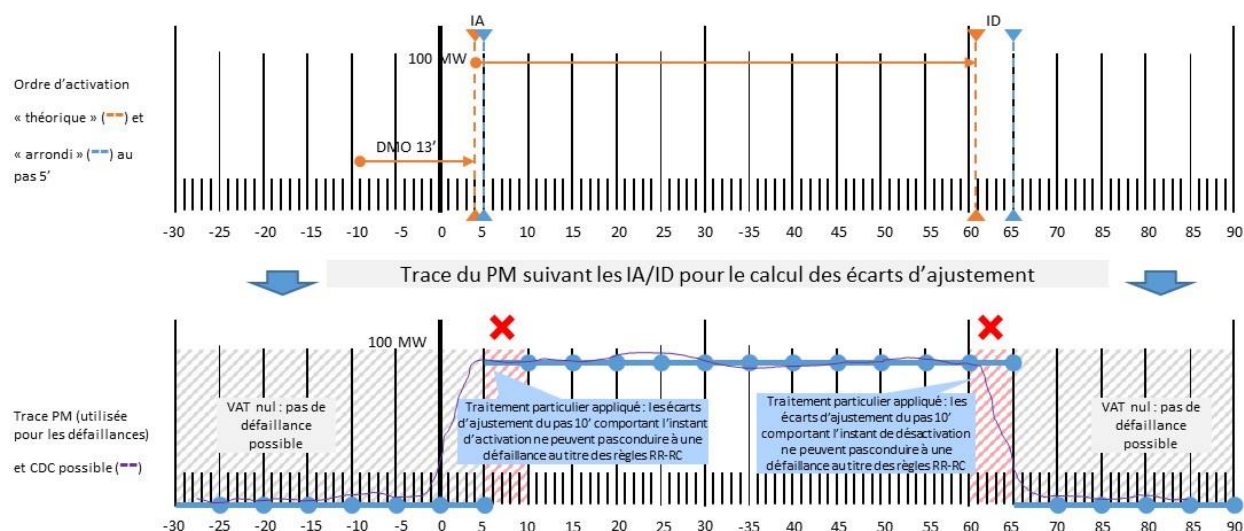 IA
ID
100 MW
Ordre d'activation
« théorique » (--) et
« arrondi » (--) au
pas 5'
DMO 13'
-30 -25 -20 -15 -10 -5 0 5 10 15 20 25 30 -35 40 45 50 55 60 65 70 75 80 85 90
Trace du PM suivant les IA/ID pour le calcul des écarts d'ajustement
100 MW
Trace PM (utilisée
pour les défaillances)
et CDC possible (--)
VAT nul : pas de
défaillance
possible
Traitement particulier appliqué : les écarts
d'ajustement du pas 10' comportant l'instant
d'activation ne peuvent pas conduire à une
défaillance au titre des règles RR-RC
Traitement particulier appliqué : les
écarts d'ajustement du pas 10'
comportant l'instant de désactivation
ne peuvent pas conduire à une
défaillance au titre des règles RR-RC
VAT nul : pas de
défaillance
possible
-30 -25 -20 -15 -10 -5 0 5 10 15 20 25 30 -35 40 45 50 55 60 65 70 75 80 85 90